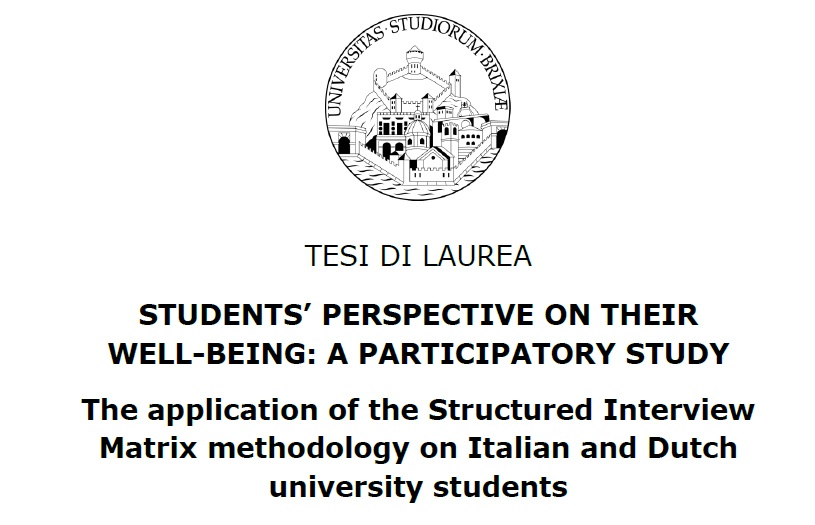 UNIVERSITAS·STUDIORUM·BRIXIÆ
TESI DI LAUREA
STUDENTS’ PERSPECTIVE ON THEIR
WELL-BEING: A PARTICIPATORY STUDY
The application of the Structured Interview
Matrix methodology on Italian and Dutch
university students